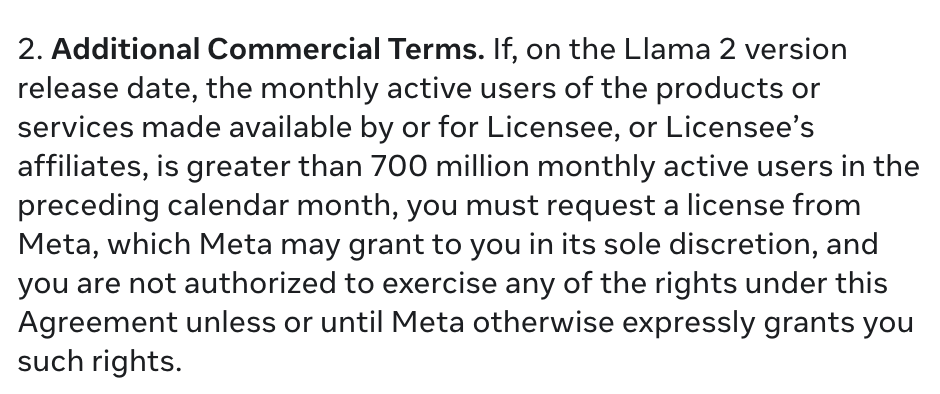 2. Additional Commercial Terms. If, on the Llama 2 version
release date, the monthly active users of the products or
services made available by or for Licensee, or Licensee’s
affiliates, is greater than 700 million monthly active users in the
preceding calendar month, you must request a license from
Meta, which Meta may grant to you in its sole discretion, and
you are not authorized to exercise any of the rights under this
Agreement unless or until Meta otherwise expressly grants you
such rights.